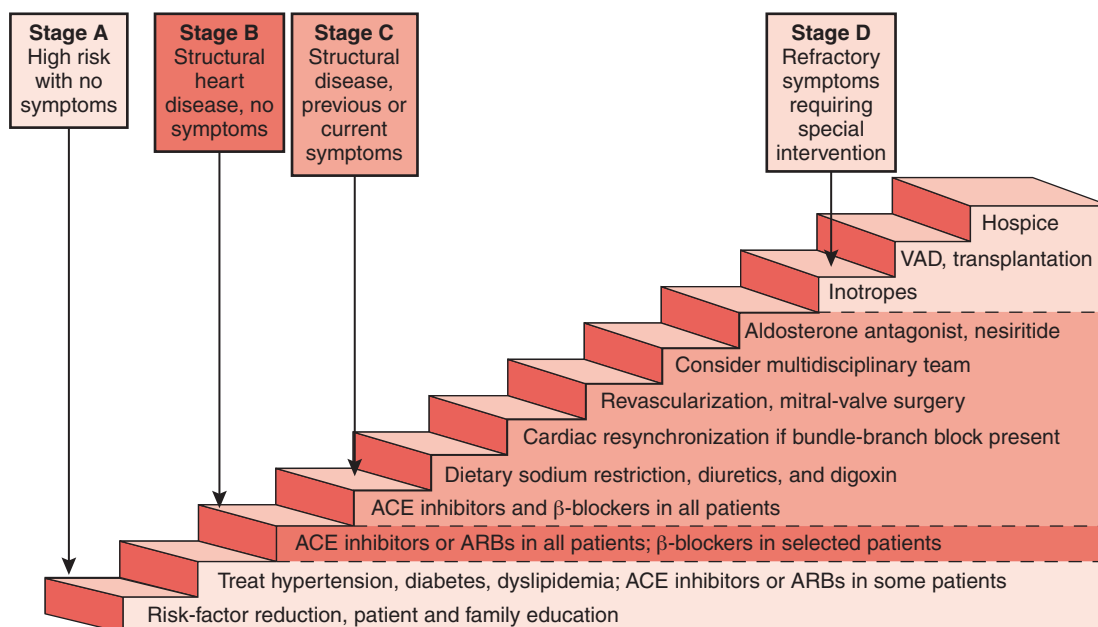 Stage A
High risk
with no
symptoms
Stage B
Structural
heart
disease, no
symptoms
Stage C
Structural
disease,
previous or
current
symptoms
Stage D
Refractory
symptoms
requiring
special
intervention
Hospice
VAD, transplantation
Inotropes
Aldosterone antagonist, nesiritide
Consider multidisciplinary team
Revascularization, mitral-valve surgery
Cardiac resynchronization if bundle-branch block present
Dietary sodium restriction, diuretics, and digoxin
ACE inhibitors and β-blockers in all patients
ACE inhibitors or ARBs in all patients; β-blockers in selected patients
Treat hypertension, diabetes, dyslipidemia; ACE inhibitors or ARBs in some patients
Risk-factor reduction, patient and family education